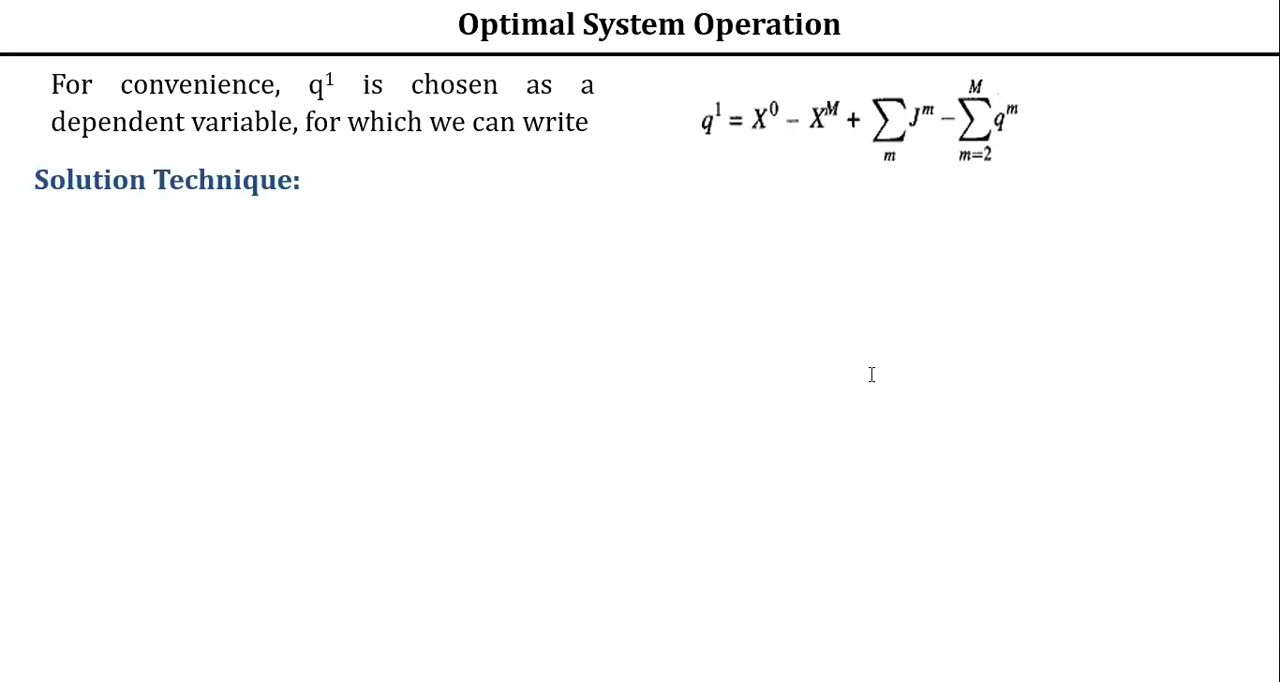 Optimal System Operation
For convenience, q¹ is chosen as a
dependent variable, for which we can write
q¹ = X⁰ − Xᴹ + ∑ₘ Jᵐ − ∑ₘ₌₂ᴹ qᵐ
Solution Technique: